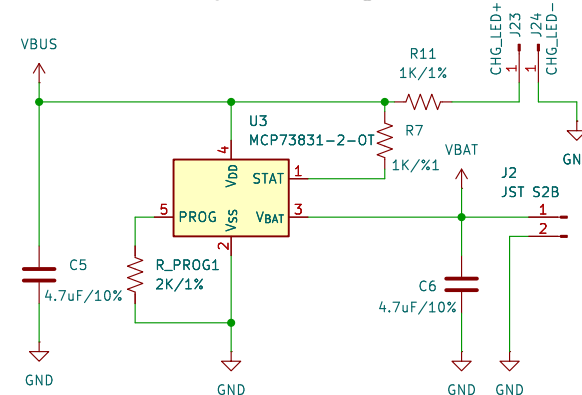 CHG_LED+
J23
J24
CHG_LED-
VBUS
R11
1K/1%
1
1
U3
MCP73831-2-OT
R7
1K/%1
GN
4
VDD
STAT
1
VBAT
J2
JST S2B
5
PROG
VSS
VBAT
3
1
2
2
R_PROG1
2K/1%
C5
4.7uF/10%
C6
4.7uF/10%
GND
GND
GND
GND